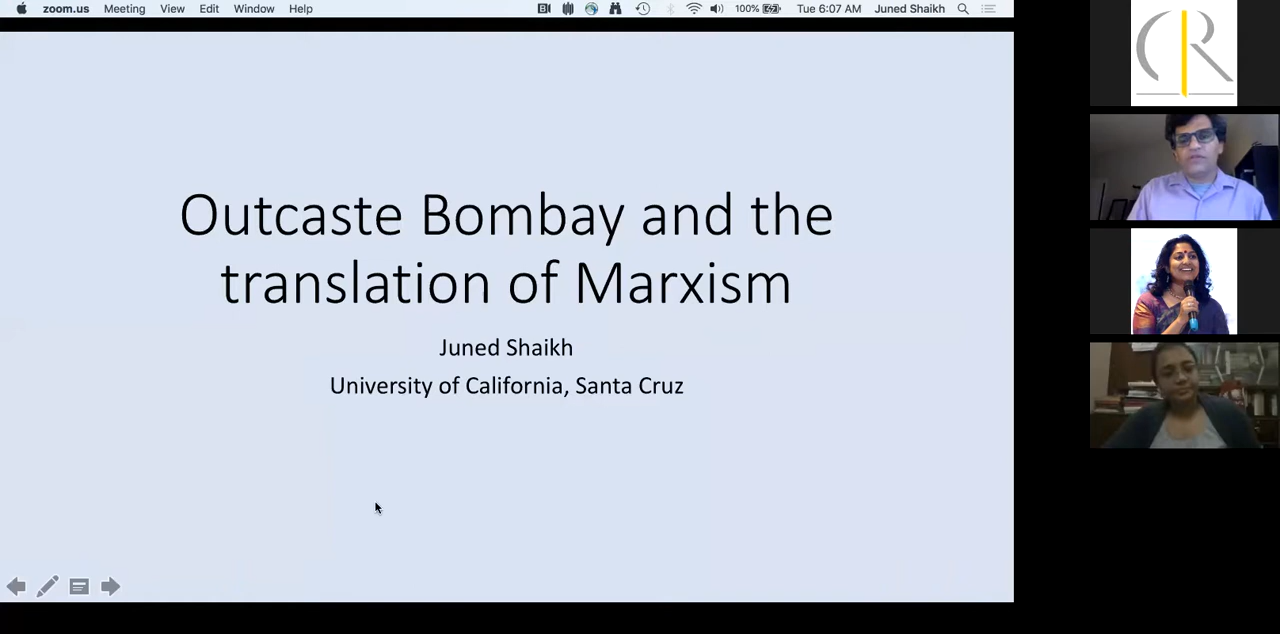 zoom.us Meeting View Edit Window Help 100% Tue 6:07 AM Juned Shaikh
Outcaste Bombay and the
translation of Marxism
Juned Shaikh
University of California, Santa Cruz
CR